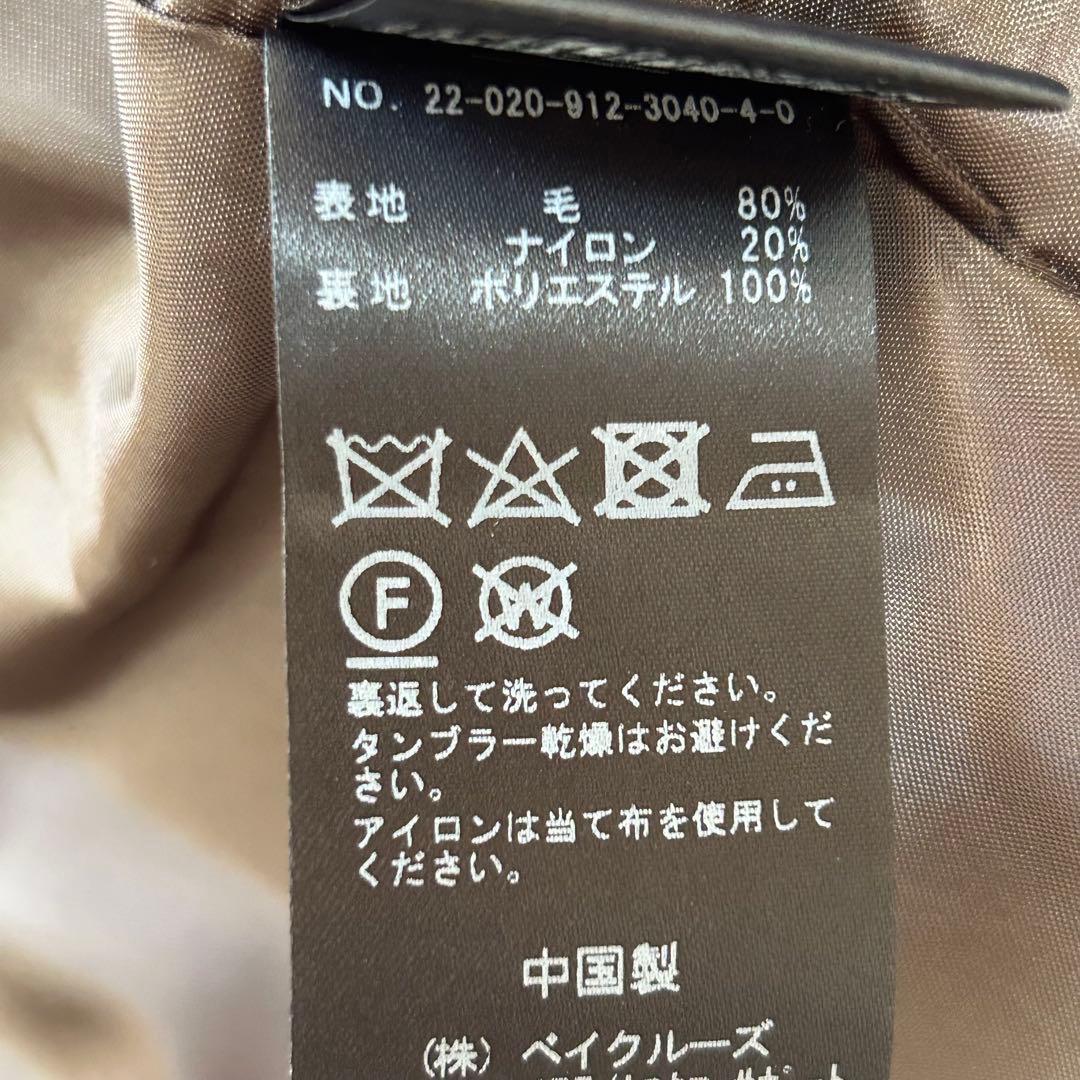 NO. 22-020-912-3040-4-0
表地 毛 80%
ナイロン 20%
裏地 ポリエステル 100%
F
W
裏返して洗ってください。
タンブラー乾燥はお避けくだ
さい。
アイロンは当て布を使用して
ください。
中国製
(株) ベイクルーズ